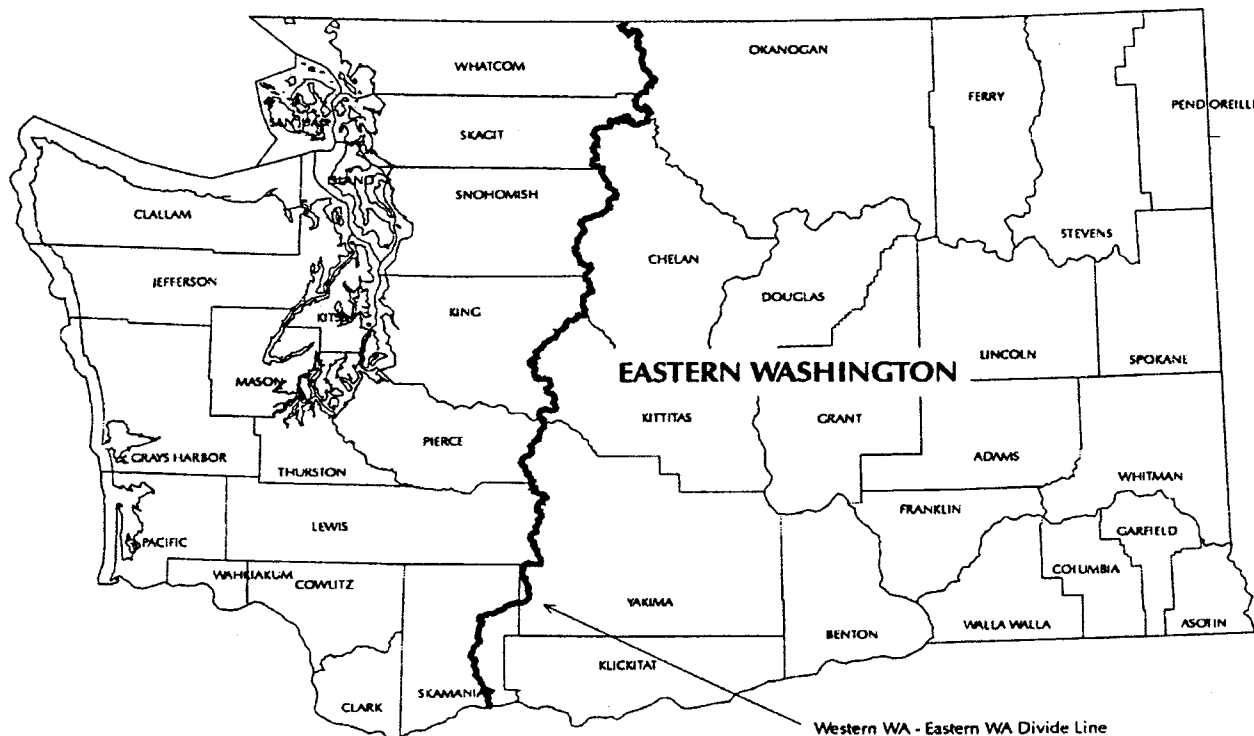 OKANOGAN
WHATCOM
FERRY
PEND OREILLE
SAN JUAN
SKAGIT
ISLAND
SNOHOMISH
CLALLAM
STEVENS
CHELAN
JEFFERSON
DOUGLAS
KITSAP
KING
LINCOLN
SPOKANE
EASTERN WASHINGTON
MASON
KITTITAS
GRANT
PIERCE
GRAYS HARBOR
THURSTON
ADAMS
WHITMAN
FRANKLIN
LEWIS
GARFIELD
PACIFIC
COLUMBIA
WAHKIAKUM
COWLITZ
YAKIMA
WALLA WALLA
ASOTIN
BENTON
KLICKITAT
SKAMANIA
CLARK
Western WA - Eastern WA Divide Line